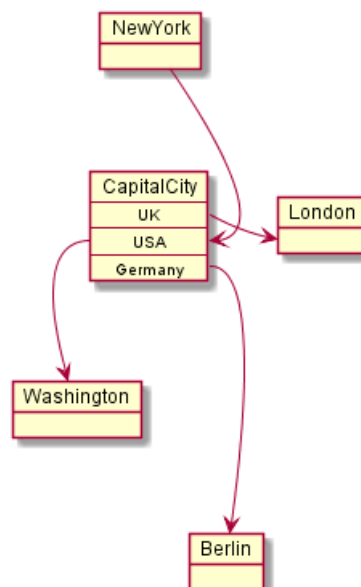 NewYork
CapitalCity
UK
USA
Germany
London
Washington
Berlin